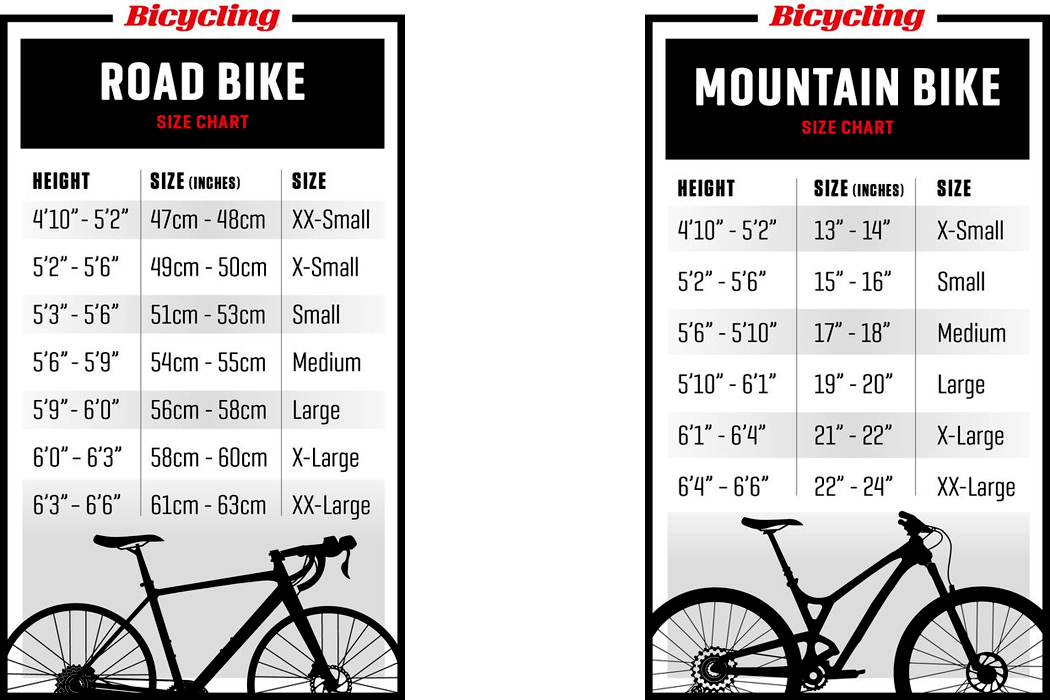 Bicycling
ROAD BIKE
SIZE CHART
HEIGHT SIZE (INCHES) SIZE
4’10” - 5’2” 47cm - 48cm XX-Small
5’2” - 5’6” 49cm - 50cm X-Small
5’3” - 5’6” 51cm - 53cm Small
5’6” - 5’9” 54cm - 55cm Medium
5’9” - 6’0” 56cm - 58cm Large
6’0” - 6’3” 58cm - 60cm X-Large
6’3” - 6’6” 61cm - 63cm XX-Large
Bicycling
MOUNTAIN BIKE
SIZE CHART
HEIGHT SIZE (INCHES) SIZE
4’10” - 5’2” 13” - 14” X-Small
5’2” - 5’6” 15” - 16” Small
5’6” - 5’10” 17” - 18” Medium
5’10” - 6’1” 19” - 20” Large
6’1” - 6’4” 21” - 22” X-Large
6’4” - 6’6” 22” - 24” XX-Large